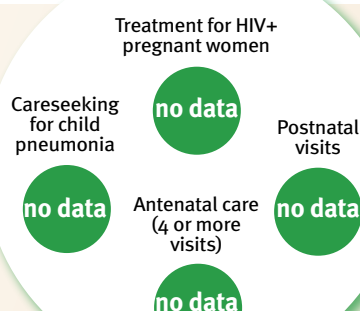 Treatment for HIV+
pregnant women
no data
Careseeking
for child
pneumonia
no data
Postnatal
visits
no data
Antenatal care
(4 or more
visits)
no data